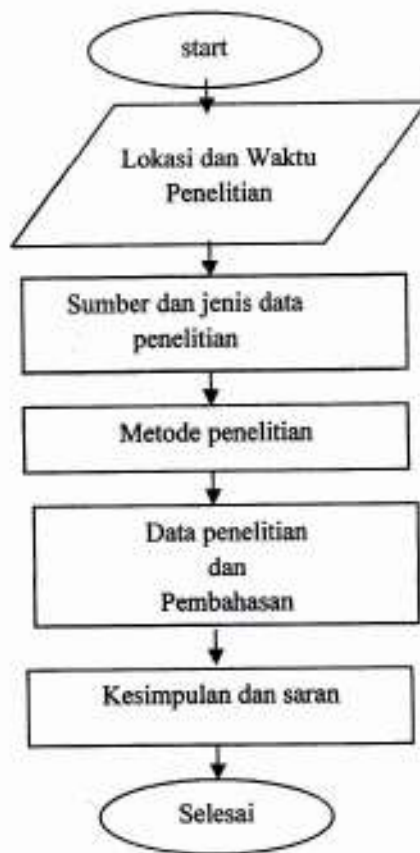 start
Lokasi dan Waktu
Penelitian
Sumber dan jenis data
penelitian
Metode penelitian
Data penelitian
dan
Pembahasan
Kesimpulan dan saran
Selesai